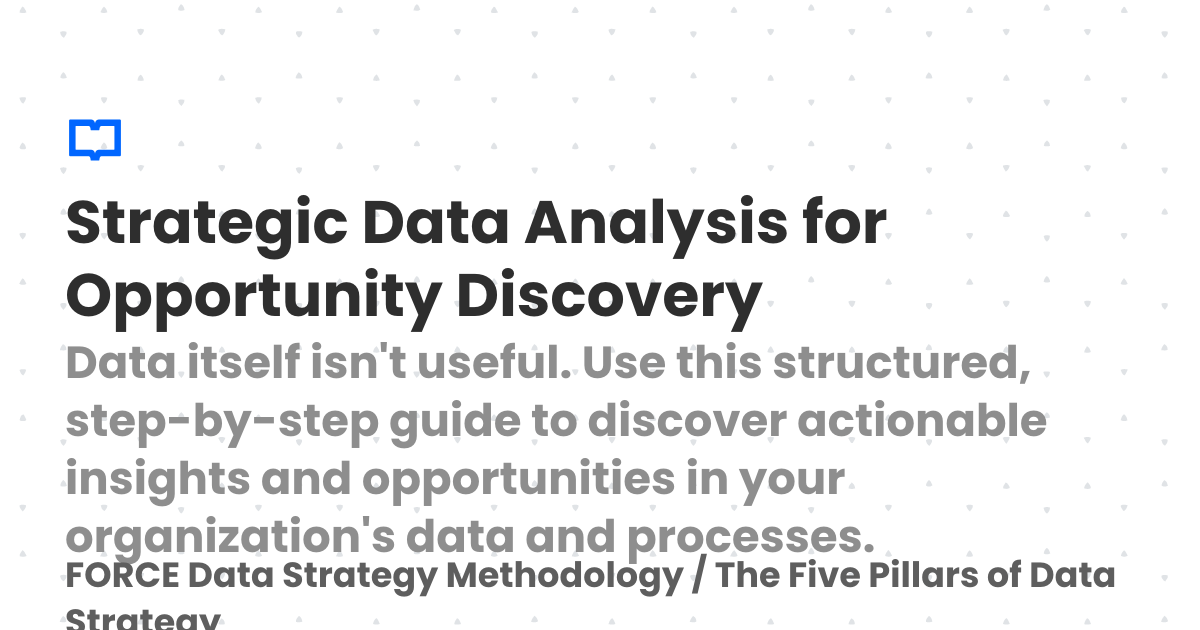 Strategic Data Analysis for
Opportunity Discovery
Data itself isn't useful. Use this structured,
step-by-step guide to discover actionable
insights and opportunities in your
organization's data and processes.
FORCE Data Strategy Methodology / The Five Pillars of Data
Strategy